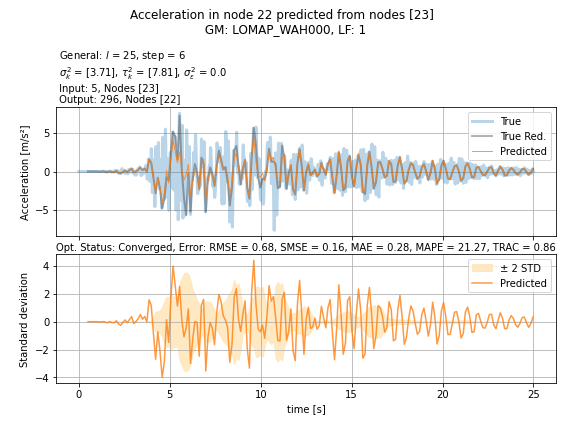 Acceleration in node 22 predicted from nodes [23]
GM: LOMAP_WAH000, LF: 1
General: l = 25, step = 6
σ²ₖ = [3.71], τ²ₖ = [7.81], σ²ε = 0.0
Input: 5, Nodes [23]
Output: 296, Nodes [22]
Acceleration [m/s²]
5
0
−5
True
True Red.
Predicted
Opt. Status: Converged, Error: RMSE = 0.68, SMSE = 0.16, MAE = 0.28, MAPE = 21.27, TRAC = 0.86
Standard deviation
4
2
0
−2
−4
± 2 STD
Predicted
0 5 10 15 20 25
time [s]